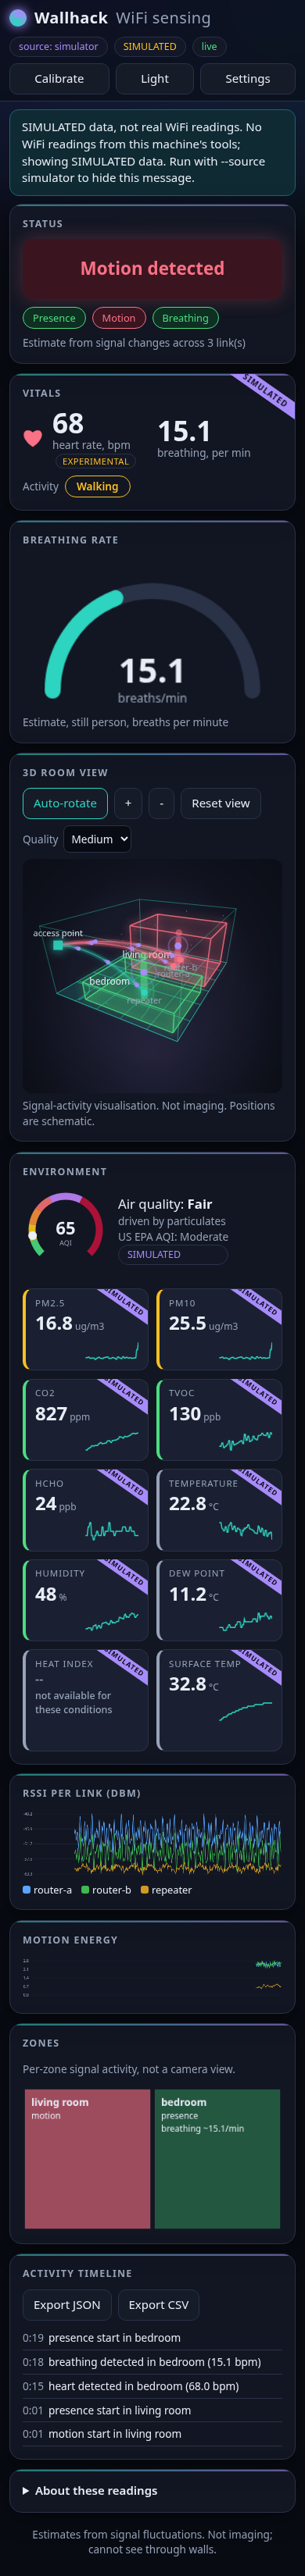 Wallhack WiFi sensing
source: simulator SIMULATED live
Calibrate Light Settings
SIMULATED data, not real WiFi readings. No
WiFi readings from this machine's tools;
showing SIMULATED data. Run with --source
simulator to hide this message.
STATUS
Motion detected
Presence Motion Breathing
Estimate from signal changes across 3 link(s)
VITALS
SIMULATED
68
heart rate, bpm
EXPERIMENTAL
15.1
breathing, per min
Activity Walking
BREATHING RATE
15.1
breaths/min
Estimate, still person, breaths per minute
3D ROOM VIEW
Auto-rotate + - Reset view
Quality Medium
access point
living room
router-b
router-a
bedroom
repeater
Signal-activity visualisation. Not imaging. Positions
are schematic.
ENVIRONMENT
65
AQI
Air quality: Fair
driven by particulates
US EPA AQI: Moderate
SIMULATED
PM2.5 SIMULATED
16.8 ug/m3
PM10 SIMULATED
25.5 ug/m3
CO2 SIMULATED
827 ppm
TVOC SIMULATED
130 ppb
HCHO SIMULATED
24 ppb
TEMPERATURE SIMULATED
22.8 °C
HUMIDITY SIMULATED
48 %
DEW POINT SIMULATED
11.2 °C
HEAT INDEX SIMULATED
--
not available for
these conditions
SURFACE TEMP SIMULATED
32.8 °C
RSSI PER LINK (DBM)
router-a router-b repeater
MOTION ENERGY
ZONES
Per-zone signal activity, not a camera view.
living room
motion
bedroom
presence
breathing ~15.1/min
ACTIVITY TIMELINE
Export JSON Export CSV
0:19 presence start in bedroom
0:18 breathing detected in bedroom (15.1 bpm)
0:15 heart detected in bedroom (68.0 bpm)
0:01 presence start in living room
0:01 motion start in living room
About these readings
Estimates from signal fluctuations. Not imaging;
cannot see through walls.